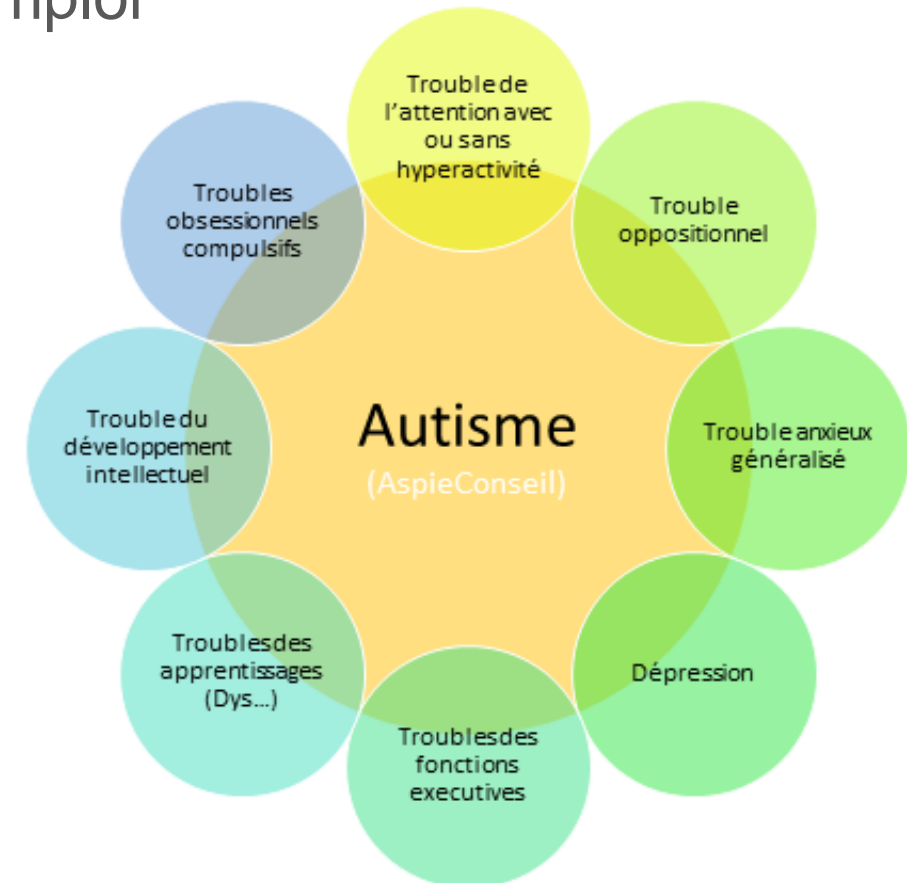 Trouble de
l'attention avec
ou sans
hyperactivité
Trouble
oppositionnel
Trouble anxieux
généralisé
Dépression
Troubles des
fonctions
executives
Troubles des
apprentissages
(Dys...)
Trouble du
développement
intellectuel
Troubles
obsessionnels
compulsifs
Autisme
(AspieConseil)